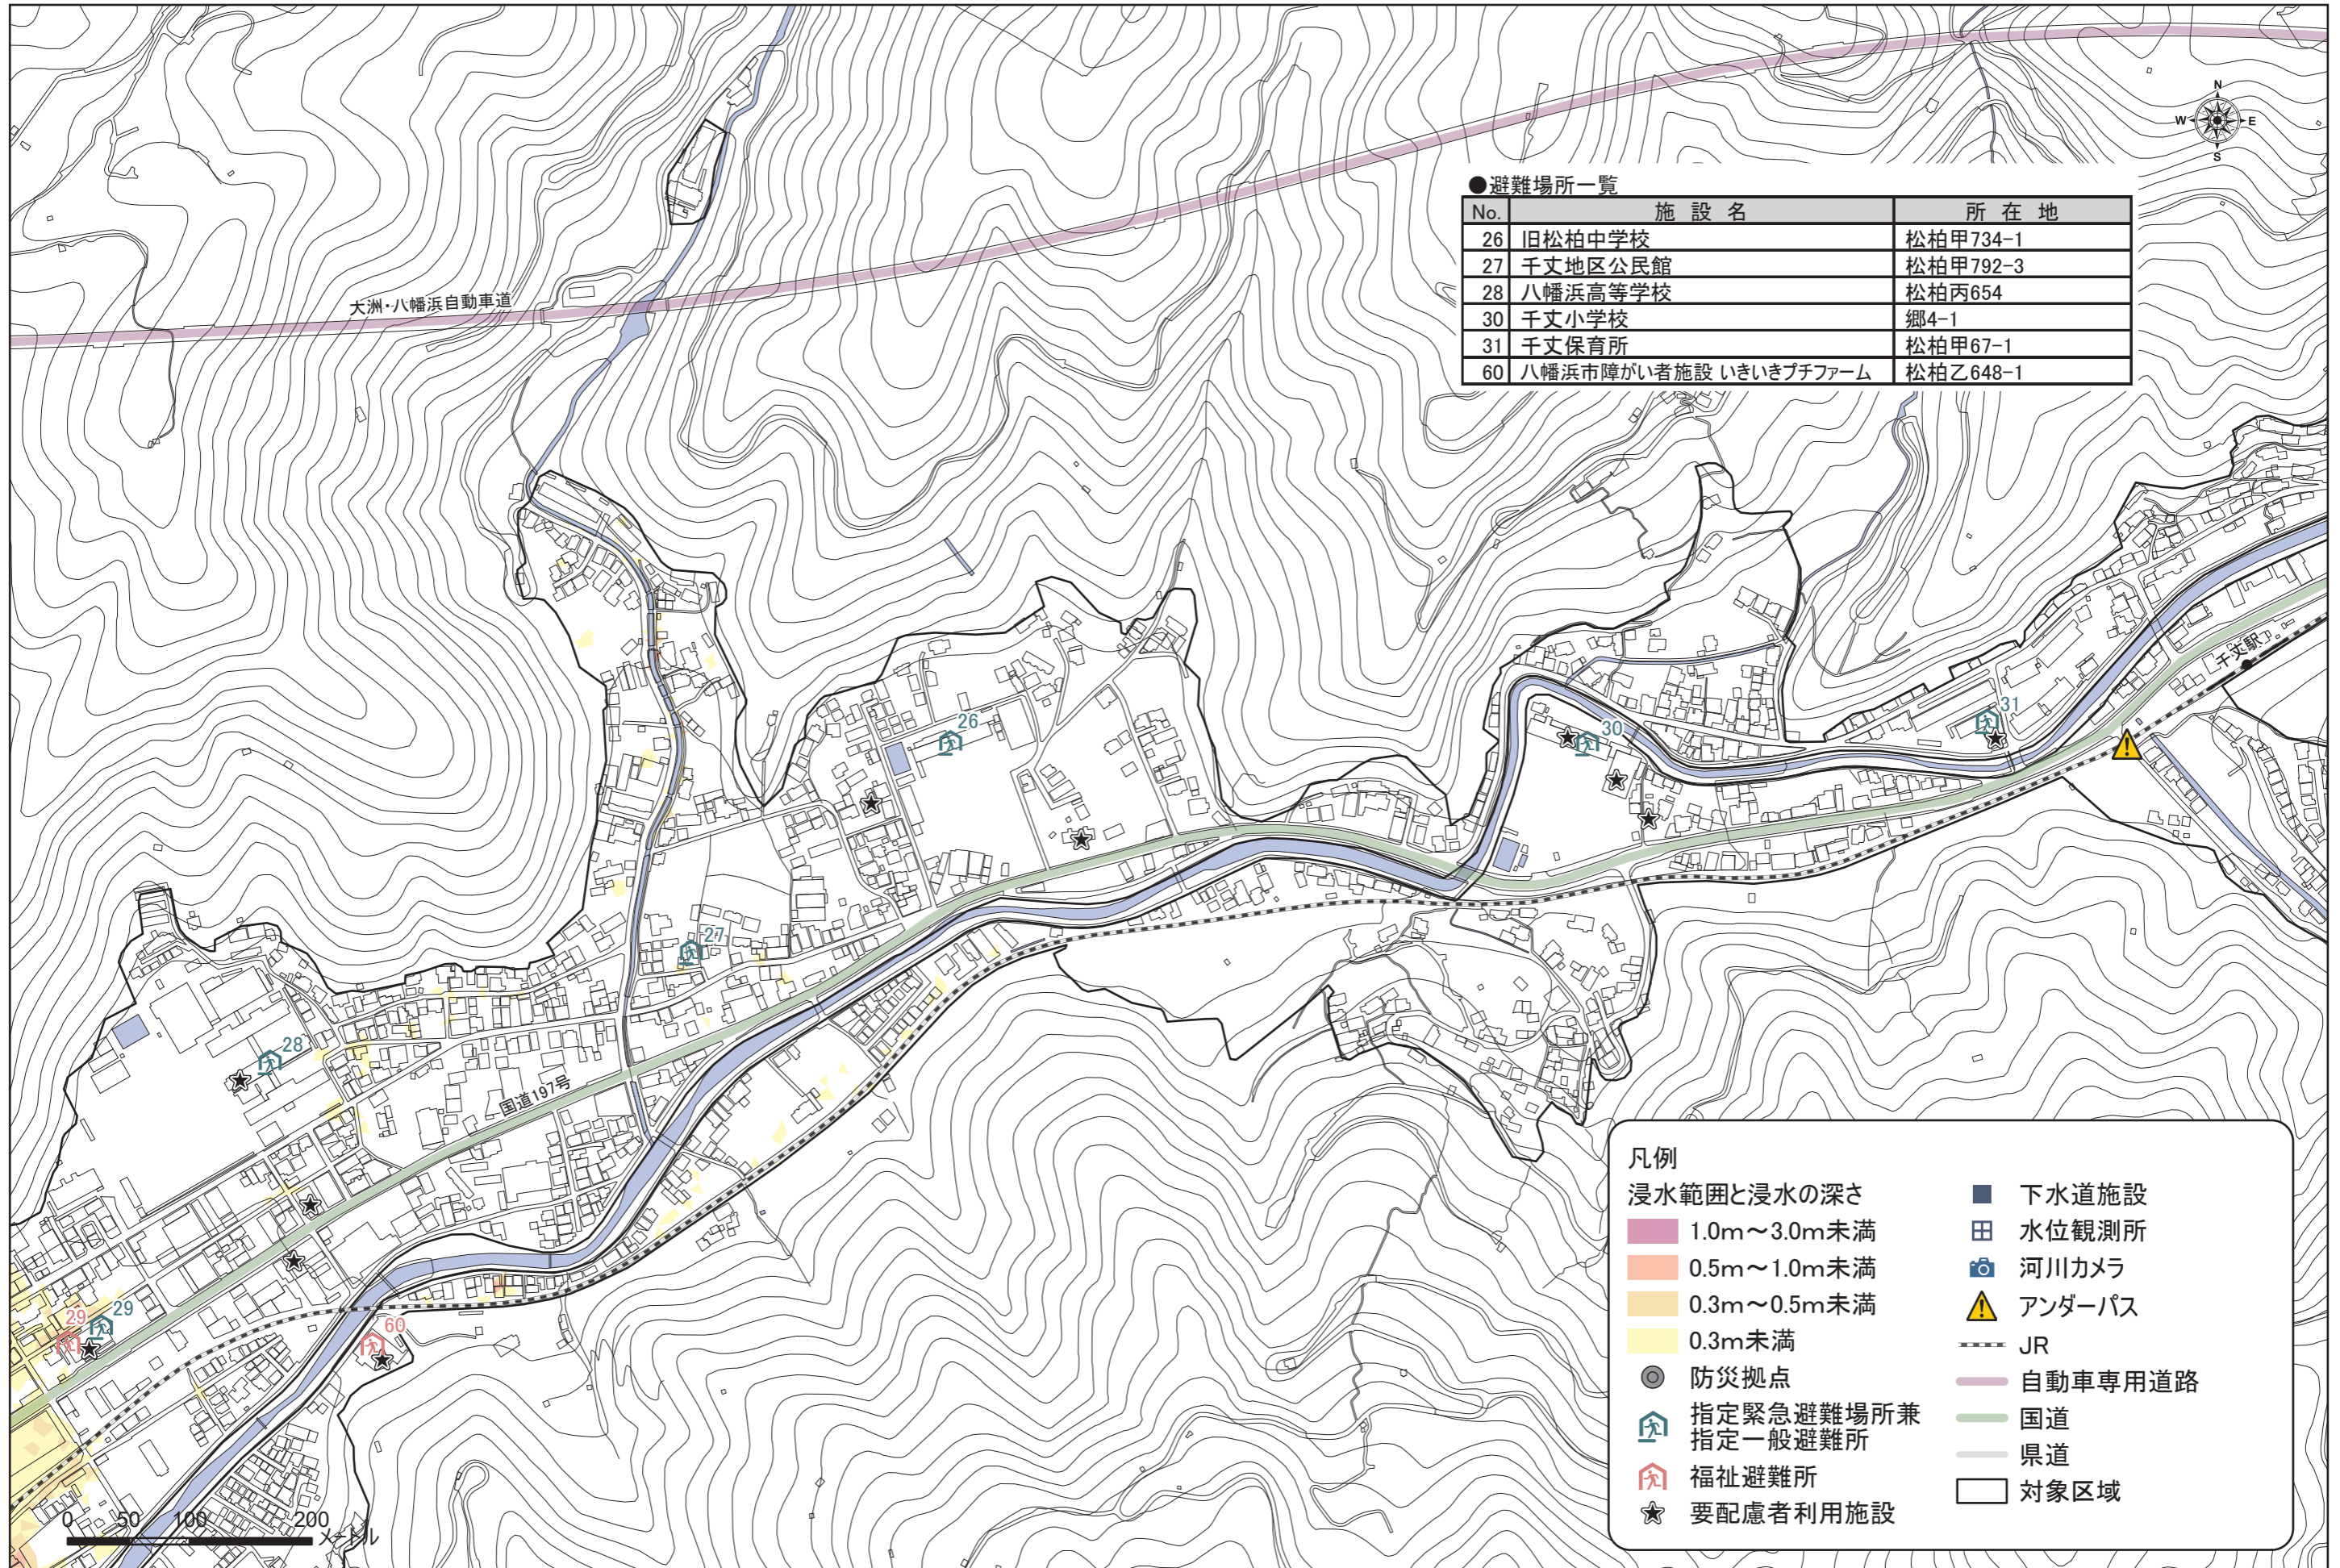 N
W E
S
●避難場所一覧
No. 施設名 所在地
26 旧松柏中学校 松柏甲734-1
27 千丈地区公民館 松柏甲792-3
28 八幡浜高等学校 松柏丙654
30 千丈小学校 郷4-1
31 千丈保育所 松柏甲67-1
60 八幡浜市障がい者施設 いきいきプチファーム 松柏乙648-1
大洲・八幡浜自動車道
千丈駅
31
26
30
27
28
国道197号
29
29
60
凡例
浸水範囲と浸水の深さ
1.0m～3.0m未満
0.5m～1.0m未満
0.3m～0.5m未満
0.3m未満
防災拠点
指定緊急避難場所兼
指定一般避難所
福祉避難所
要配慮者利用施設
下水道施設
水位観測所
河川カメラ
アンダーパス
JR
自動車専用道路
国道
県道
対象区域
0 50 100 200
メートル